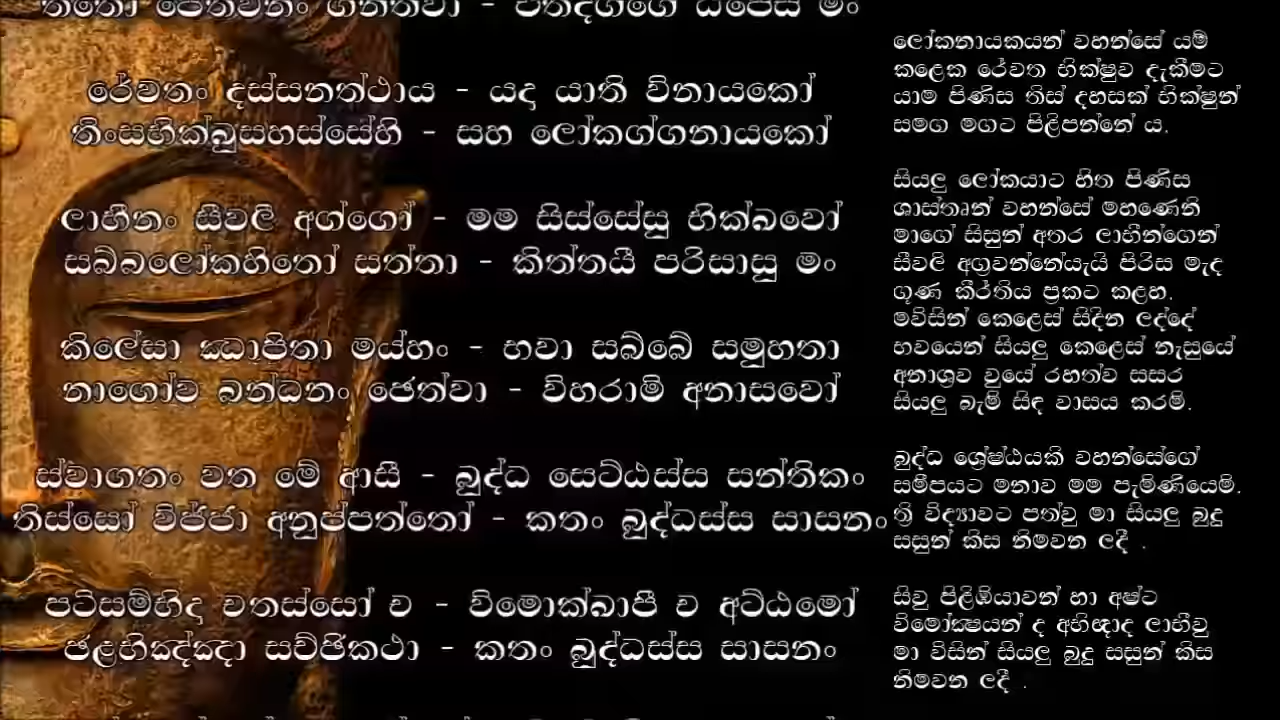 රේවතං දස්සනත්ථාය - යදා යාති විනායකෝ
තිංසභික්ඛුසහස්සේහි - සහ ලෝකග්ගනායකෝ
ලාභීනං සීවලි අග්ගෝ - මම සිස්සේසු භික්ඛවෝ
සබ්බලෝකහිතෝ සත්තා - කිත්තයී පරිසාසු මං
කිලේසා ඣාපිතා මය්හං - භවා සබ්බේ සමූහතා
නාගෝව බන්ධනං ඡෙත්වා - විහරාමි අනාසවෝ
ස්වාගතං වත මේ ආසී - බුද්ධ සෙට්ඨස්ස සන්තිකං
තිස්සෝ විජ්ජා අනුප්පත්තෝ - කතං බුද්ධස්ස සාසනං
පටිසම්භිදා චතස්සෝ ච - විමොක්ඛාපී ච අට්ඨමෝ
ඡළභිඤ්ඤා සච්ඡිකථා - කතං බුද්ධස්ස සාසනං
ලෝකනායකයන් වහන්සේ යම්
කළෙක රේවත භික්ෂුව දැකීමට
යාම පිණිස තිස් දහසක් භික්ෂුන්
සමග මගට පිළිපන්නේ ය.
සියලු ලෝකයාට හිත පිණිස
ශාස්තෘන් වහන්සේ මහණෙනි
මාගේ සිසුන් අතර ලාභීන්ගෙන්
සීවලි අග්‍රවන්නේයැයි පිරිස මැද
ගුණ කීර්තිය ප්‍රකට කළහ.
මවිසින් කෙළෙස් සිඳින ලද්දේ
භවයෙන් සියලු කෙළෙස් නැසුයේ
අනාශ්‍රව වුයේ රහත්ව සසර
සියලු බැමි සිඳ වාසය කරමි.
බුද්ධ ශ්‍රේෂ්ඨයකි වහන්සේගේ
සමීපයට මනාව මම පැමිණියෙමි.
ත්‍රී විද්‍යාවට පත්වු මා සියලු බුදු
සසුන් කිස නිමවන ලදී .
සිවු පිළිඹියාවන් හා අෂ්ට
විමෝක්‍ෂයන් ද අභිඥාද ලාභීවු
මා විසින් සියලු බුදු සසුන් කිස
නිමවන ලදී .